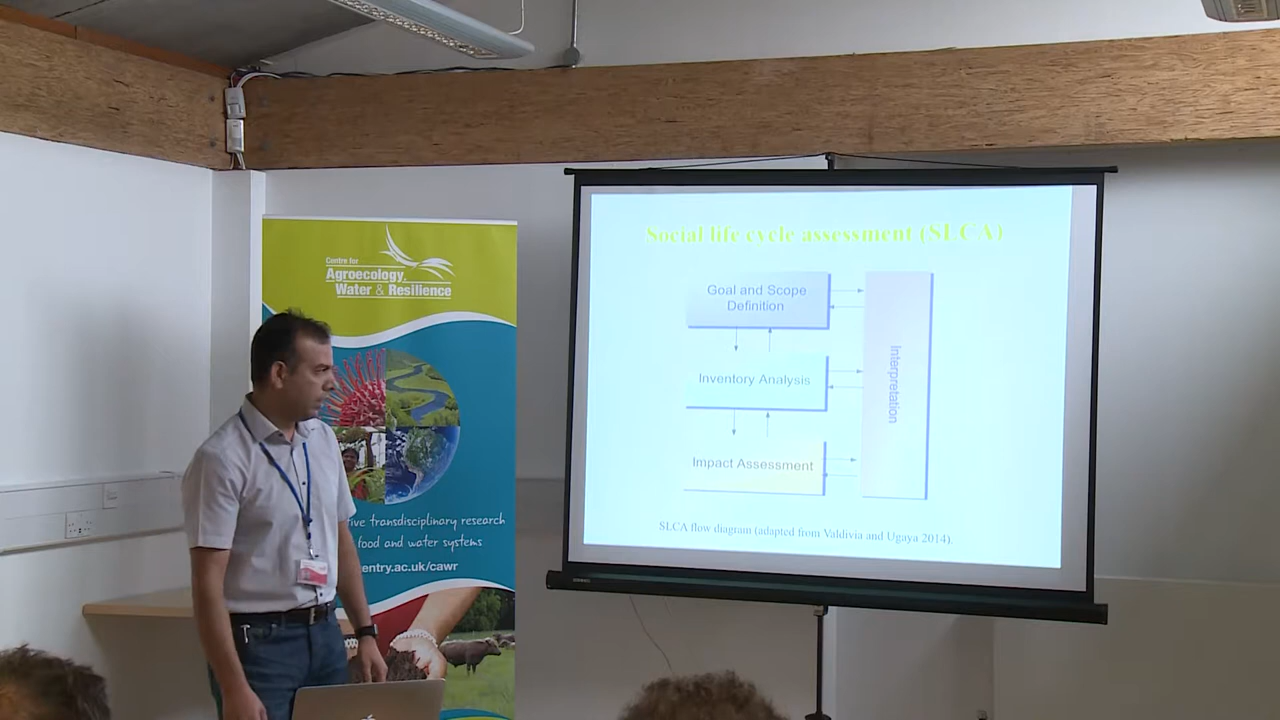 Centre for
Agroecology,
Water & Resilience
ive transdisciplinary research
food and water systems
entry.ac.uk/cawr
Social life cycle assessment (SLCA)
Goal and Scope
Definition
Inventory Analysis
Impact Assessment
Interpretation
SLCA flow diagram (adapted from Valdivia and Ugaya 2014).